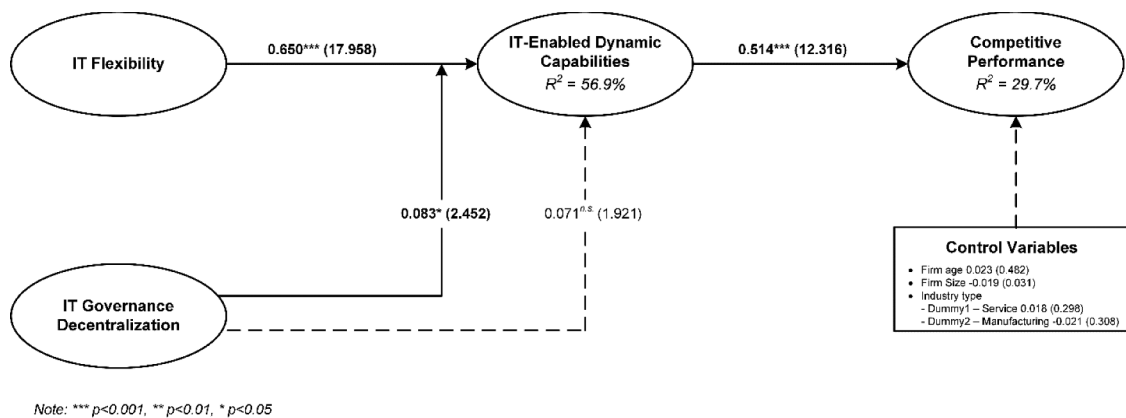 IT Flexibility
0.650*** (17.958)
IT-Enabled Dynamic
Capabilities
R² = 56.9%
0.514*** (12.316)
Competitive
Performance
R² = 29.7%
0.083* (2.452)
0.071ⁿ·ˢ· (1.921)
IT Governance
Decentralization
Control Variables
• Firm age 0.023 (0.482)
• Firm Size -0.019 (0.031)
• Industry type
- Dummy1 – Service 0.018 (0.298)
- Dummy2 – Manufacturing -0.021 (0.308)
Note: *** p<0.001, ** p<0.01, * p<0.05